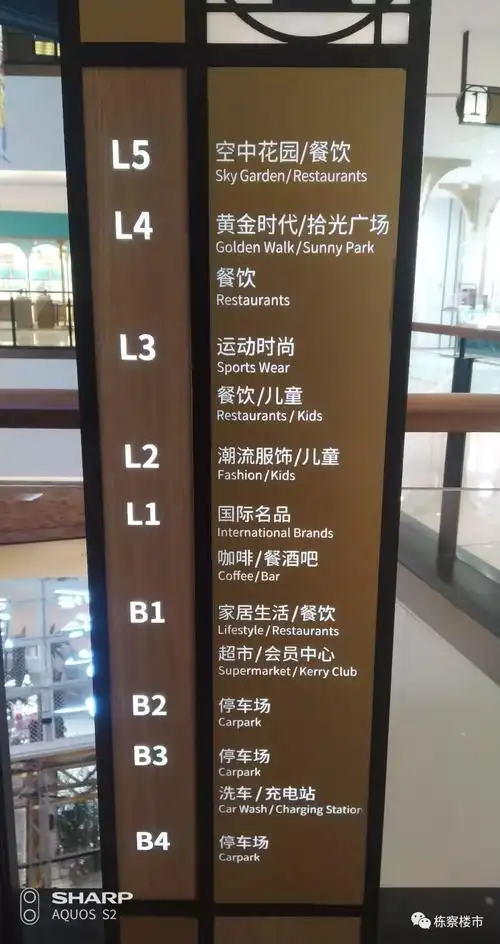 L5
空中花园/餐饮
Sky Garden/Restaurants
L4
黄金时代/拾光广场
Golden Walk/Sunny Park
餐饮
Restaurants
L3
运动时尚
Sports Wear
餐饮/儿童
Restaurants/Kids
L2
潮流服饰/儿童
Fashion/Kids
L1
国际名品
International Brands
咖啡/餐酒吧
Coffee/Bar
B1
家居生活/餐饮
Lifestyle/Restaurants
超市/会员中心
Supermarket/Kerry Club
B2
停车场
Carpark
B3
停车场
Carpark
洗车/充电站
Car Wash/Charging Station
B4
停车场
Carpark
SHARP
AQUOS S2
栋察楼市